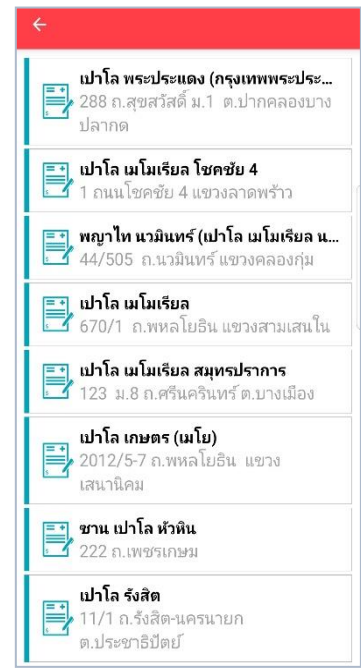 เปาโล พระประแดง (กรุงเทพพระประ...
288 ถ.สุขสวัสดิ์ ม.1 ต.ปากคลองบาง
ปลากด
เปาโล เมโมเรียล โชคชัย 4
1 ถนนโชคชัย 4 แขวงลาดพร้าว
พญาไท นวมินทร์ (เปาโล เมโมเรียล น...
44/505 ถ.นวมินทร์ แขวงคลองกุ่ม
เปาโล เมโมเรียล
670/1 ถ.พหลโยธิน แขวงสามเสนใน
เปาโล เมโมเรียล สมุทรปราการ
123 ม.8 ถ.ศรีนครินทร์ ต.บางเมือง
เปาโล เกษตร (เมโย)
2012/5-7 ถ.พหลโยธิน แขวง
เสนานิคม
ซาน เปาโล หัวหิน
222 ถ.เพชรเกษม
เปาโล รังสิต
11/1 ถ.รังสิต-นครนายก
ต.ประชาธิปัตย์